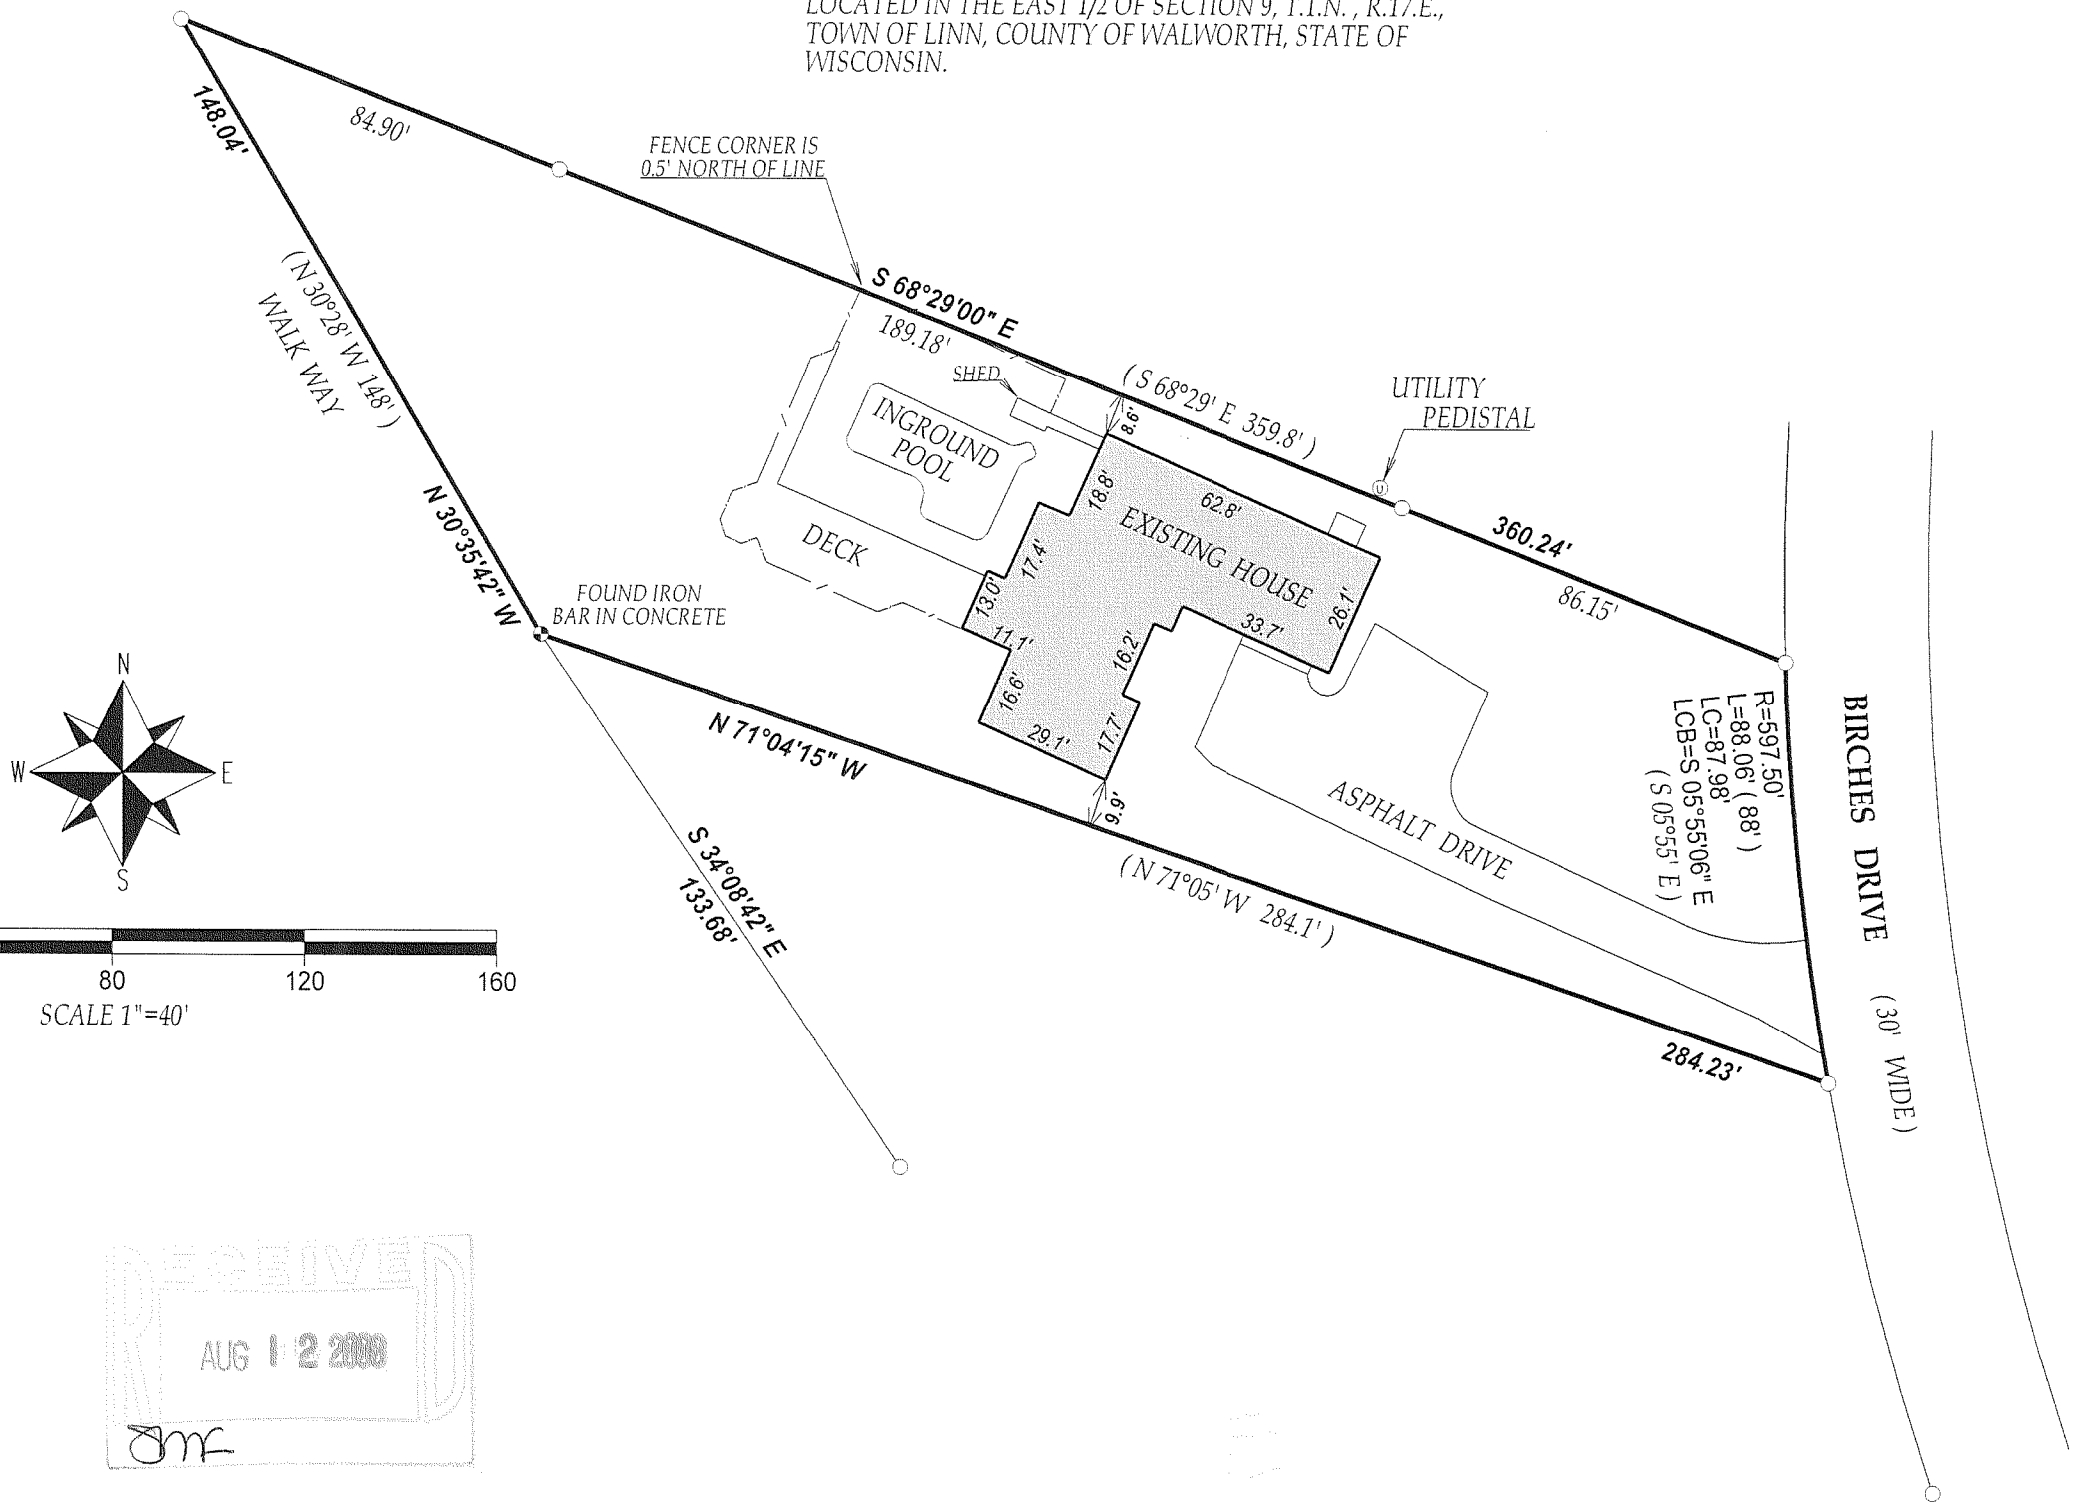 LOCATED IN THE EAST 1/2 OF SECTION 9, T.1.N. , R.17.E.,
TOWN OF LINN, COUNTY OF WALWORTH, STATE OF
WISCONSIN.
148.04'
84.90'
FENCE CORNER IS
0.5' NORTH OF LINE
( N 30°28' W 148' )
WALK WAY
S 68°29'00" E
189.18'
SHED
( S 68°29' E 359.8' )
8.6'
UTILITY
PEDISTAL
U
INGROUND
POOL
DECK
18.8'
62.8'
EXISTING HOUSE
17.4'
13.0'
11.1'
16.6'
29.1'
17.7'
16.2'
33.7'
26.1'
9.9'
360.24'
86.15'
N 30°35'42" W
FOUND IRON
BAR IN CONCRETE
N 71°04'15" W
( N 71°05' W 284.1' )
284.23'
ASPHALT DRIVE
R=597.50'
L=88.06' ( 88' )
LC=87.98'
LCB=S 05°55'06" E
( S 05°55' E )
BIRCHES DRIVE
( 30' WIDE )
S 34°08'42" E
133.68'
N
W
E
S
80 120 160
SCALE 1"=40'
RECEIVED
AUG 12 2008